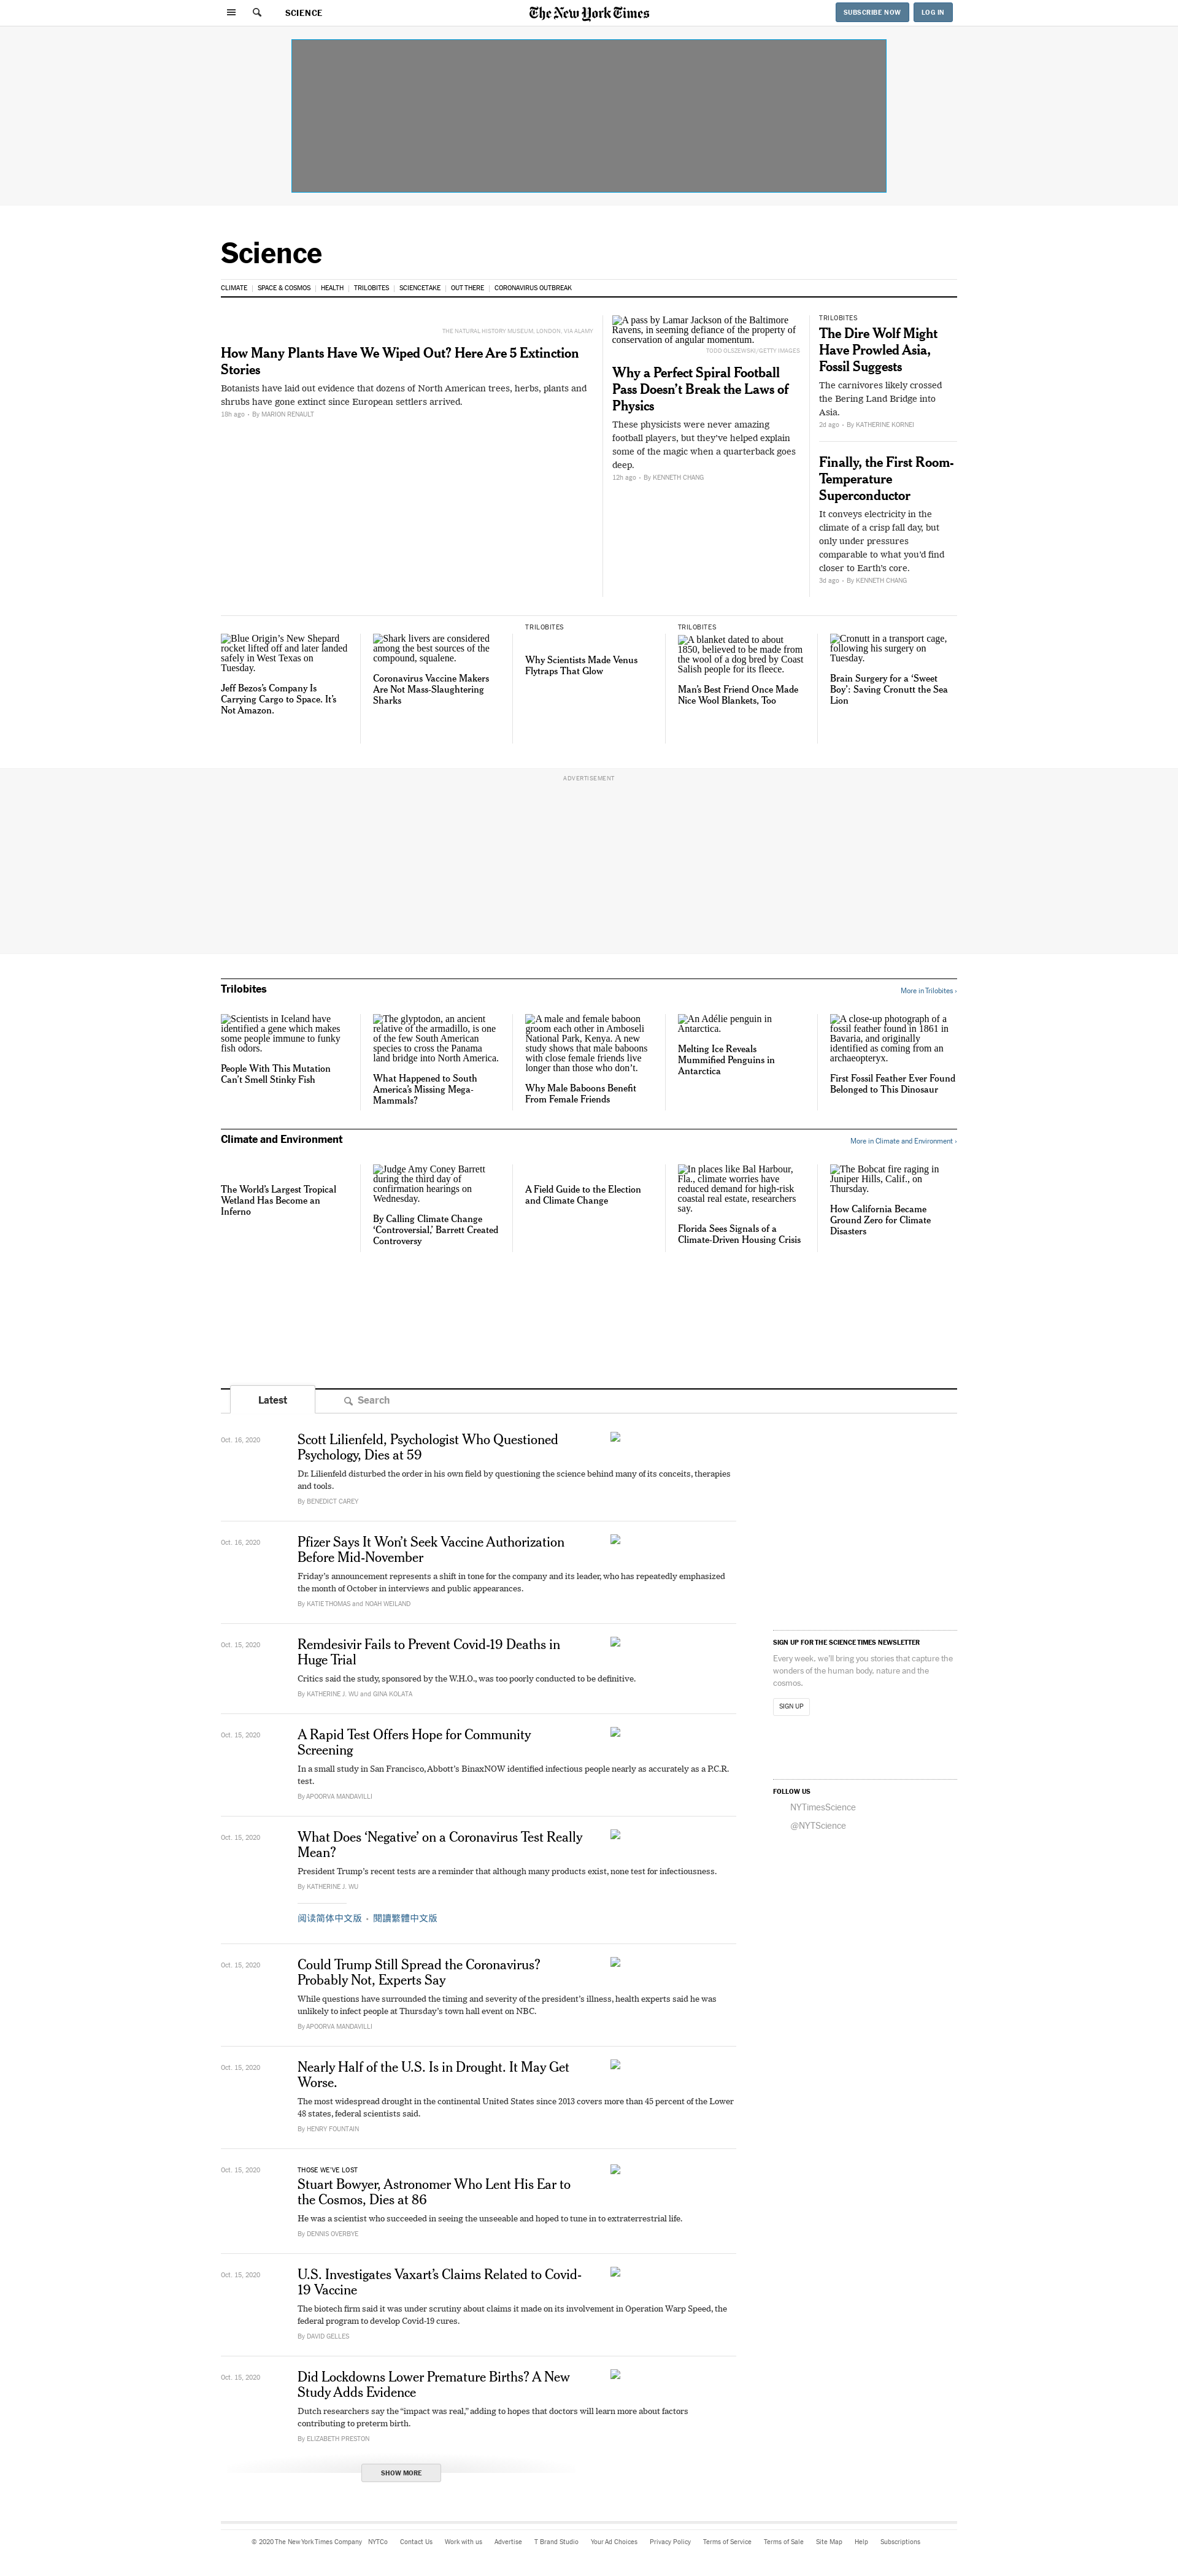 SCIENCE
The New York Times
SUBSCRIBE NOW
LOG IN
Science
CLIMATE
SPACE & COSMOS
HEALTH
TRILOBITES
SCIENCETAKE
OUT THERE
CORONAVIRUS OUTBREAK
THE NATURAL HISTORY MUSEUM, LONDON, VIA ALAMY
How Many Plants Have We Wiped Out? Here Are 5 Extinction
Stories
Botanists have laid out evidence that dozens of North American trees, herbs, plants and
shrubs have gone extinct since European settlers arrived.
18h ago • By MARION RENAULT
A pass by Lamar Jackson of the Baltimore
Ravens, in seeming defiance of the property of
conservation of angular momentum.
TODD OLSZEWSKI/GETTY IMAGES
Why a Perfect Spiral Football
Pass Doesn’t Break the Laws of
Physics
These physicists were never amazing
football players, but they’ve helped explain
some of the magic when a quarterback goes
deep.
12h ago • By KENNETH CHANG
TRILOBITES
The Dire Wolf Might
Have Prowled Asia,
Fossil Suggests
The carnivores likely crossed
the Bering Land Bridge into
Asia.
2d ago • By KATHERINE KORNEI
Finally, the First Room-
Temperature
Superconductor
It conveys electricity in the
climate of a crisp fall day, but
only under pressures
comparable to what you’d find
closer to Earth’s core.
3d ago • By KENNETH CHANG
Blue Origin’s New Shepard
rocket lifted off and later landed
safely in West Texas on
Tuesday.
Jeff Bezos’s Company Is
Carrying Cargo to Space. It’s
Not Amazon.
Shark livers are considered
among the best sources of the
compound, squalene.
Coronavirus Vaccine Makers
Are Not Mass-Slaughtering
Sharks
TRILOBITES
Why Scientists Made Venus
Flytraps That Glow
TRILOBITES
A blanket dated to about
1850, believed to be made from
the wool of a dog bred by Coast
Salish people for its fleece.
Man’s Best Friend Once Made
Nice Wool Blankets, Too
Cronutt in a transport cage,
following his surgery on
Tuesday.
Brain Surgery for a ‘Sweet
Boy’: Saving Cronutt the Sea
Lion
ADVERTISEMENT
Trilobites
More in Trilobites ›
Scientists in Iceland have
identified a gene which makes
some people immune to funky
fish odors.
People With This Mutation
Can’t Smell Stinky Fish
The glyptodon, an ancient
relative of the armadillo, is one
of the few South American
species to cross the Panama
land bridge into North America.
What Happened to South
America’s Missing Mega-
Mammals?
A male and female baboon
groom each other in Amboseli
National Park, Kenya. A new
study shows that male baboons
with close female friends live
longer than those who don’t.
Why Male Baboons Benefit
From Female Friends
An Adélie penguin in
Antarctica.
Melting Ice Reveals
Mummified Penguins in
Antarctica
A close-up photograph of a
fossil feather found in 1861 in
Bavaria, and originally
identified as coming from an
archaeopteryx.
First Fossil Feather Ever Found
Belonged to This Dinosaur
Climate and Environment
More in Climate and Environment ›
The World’s Largest Tropical
Wetland Has Become an
Inferno
Judge Amy Coney Barrett
during the third day of
confirmation hearings on
Wednesday.
By Calling Climate Change
‘Controversial,’ Barrett Created
Controversy
A Field Guide to the Election
and Climate Change
In places like Bal Harbour,
Fla., climate worries have
reduced demand for high-risk
coastal real estate, researchers
say.
Florida Sees Signals of a
Climate-Driven Housing Crisis
The Bobcat fire raging in
Juniper Hills, Calif., on
Thursday.
How California Became
Ground Zero for Climate
Disasters
Latest
Search
Oct. 16, 2020
Scott Lilienfeld, Psychologist Who Questioned
Psychology, Dies at 59
Dr. Lilienfeld disturbed the order in his own field by questioning the science behind many of its conceits, therapies
and tools.
By BENEDICT CAREY
Oct. 16, 2020
Pfizer Says It Won’t Seek Vaccine Authorization
Before Mid-November
Friday’s announcement represents a shift in tone for the company and its leader, who has repeatedly emphasized
the month of October in interviews and public appearances.
By KATIE THOMAS and NOAH WEILAND
Oct. 15, 2020
Remdesivir Fails to Prevent Covid-19 Deaths in
Huge Trial
Critics said the study, sponsored by the W.H.O., was too poorly conducted to be definitive.
By KATHERINE J. WU and GINA KOLATA
Oct. 15, 2020
A Rapid Test Offers Hope for Community
Screening
In a small study in San Francisco, Abbott’s BinaxNOW identified infectious people nearly as accurately as a P.C.R.
test.
By APOORVA MANDAVILLI
Oct. 15, 2020
What Does ‘Negative’ on a Coronavirus Test Really
Mean?
President Trump’s recent tests are a reminder that although many products exist, none test for infectiousness.
By KATHERINE J. WU
阅读简体中文版 • 閱讀繁體中文版
Oct. 15, 2020
Could Trump Still Spread the Coronavirus?
Probably Not, Experts Say
While questions have surrounded the timing and severity of the president’s illness, health experts said he was
unlikely to infect people at Thursday’s town hall event on NBC.
By APOORVA MANDAVILLI
Oct. 15, 2020
Nearly Half of the U.S. Is in Drought. It May Get
Worse.
The most widespread drought in the continental United States since 2013 covers more than 45 percent of the Lower
48 states, federal scientists said.
By HENRY FOUNTAIN
Oct. 15, 2020
THOSE WE’VE LOST
Stuart Bowyer, Astronomer Who Lent His Ear to
the Cosmos, Dies at 86
He was a scientist who succeeded in seeing the unseeable and hoped to tune in to extraterrestrial life.
By DENNIS OVERBYE
Oct. 15, 2020
U.S. Investigates Vaxart’s Claims Related to Covid-
19 Vaccine
The biotech firm said it was under scrutiny about claims it made on its involvement in Operation Warp Speed, the
federal program to develop Covid-19 cures.
By DAVID GELLES
Oct. 15, 2020
Did Lockdowns Lower Premature Births? A New
Study Adds Evidence
Dutch researchers say the “impact was real,” adding to hopes that doctors will learn more about factors
contributing to preterm birth.
By ELIZABETH PRESTON
SHOW MORE
SIGN UP FOR THE SCIENCE TIMES NEWSLETTER
Every week, we’ll bring you stories that capture the
wonders of the human body, nature and the
cosmos.
SIGN UP
FOLLOW US
NYTimesScience
@NYTScience
© 2020 The New York Times Company
NYTCo
Contact Us
Work with us
Advertise
T Brand Studio
Your Ad Choices
Privacy Policy
Terms of Service
Terms of Sale
Site Map
Help
Subscriptions